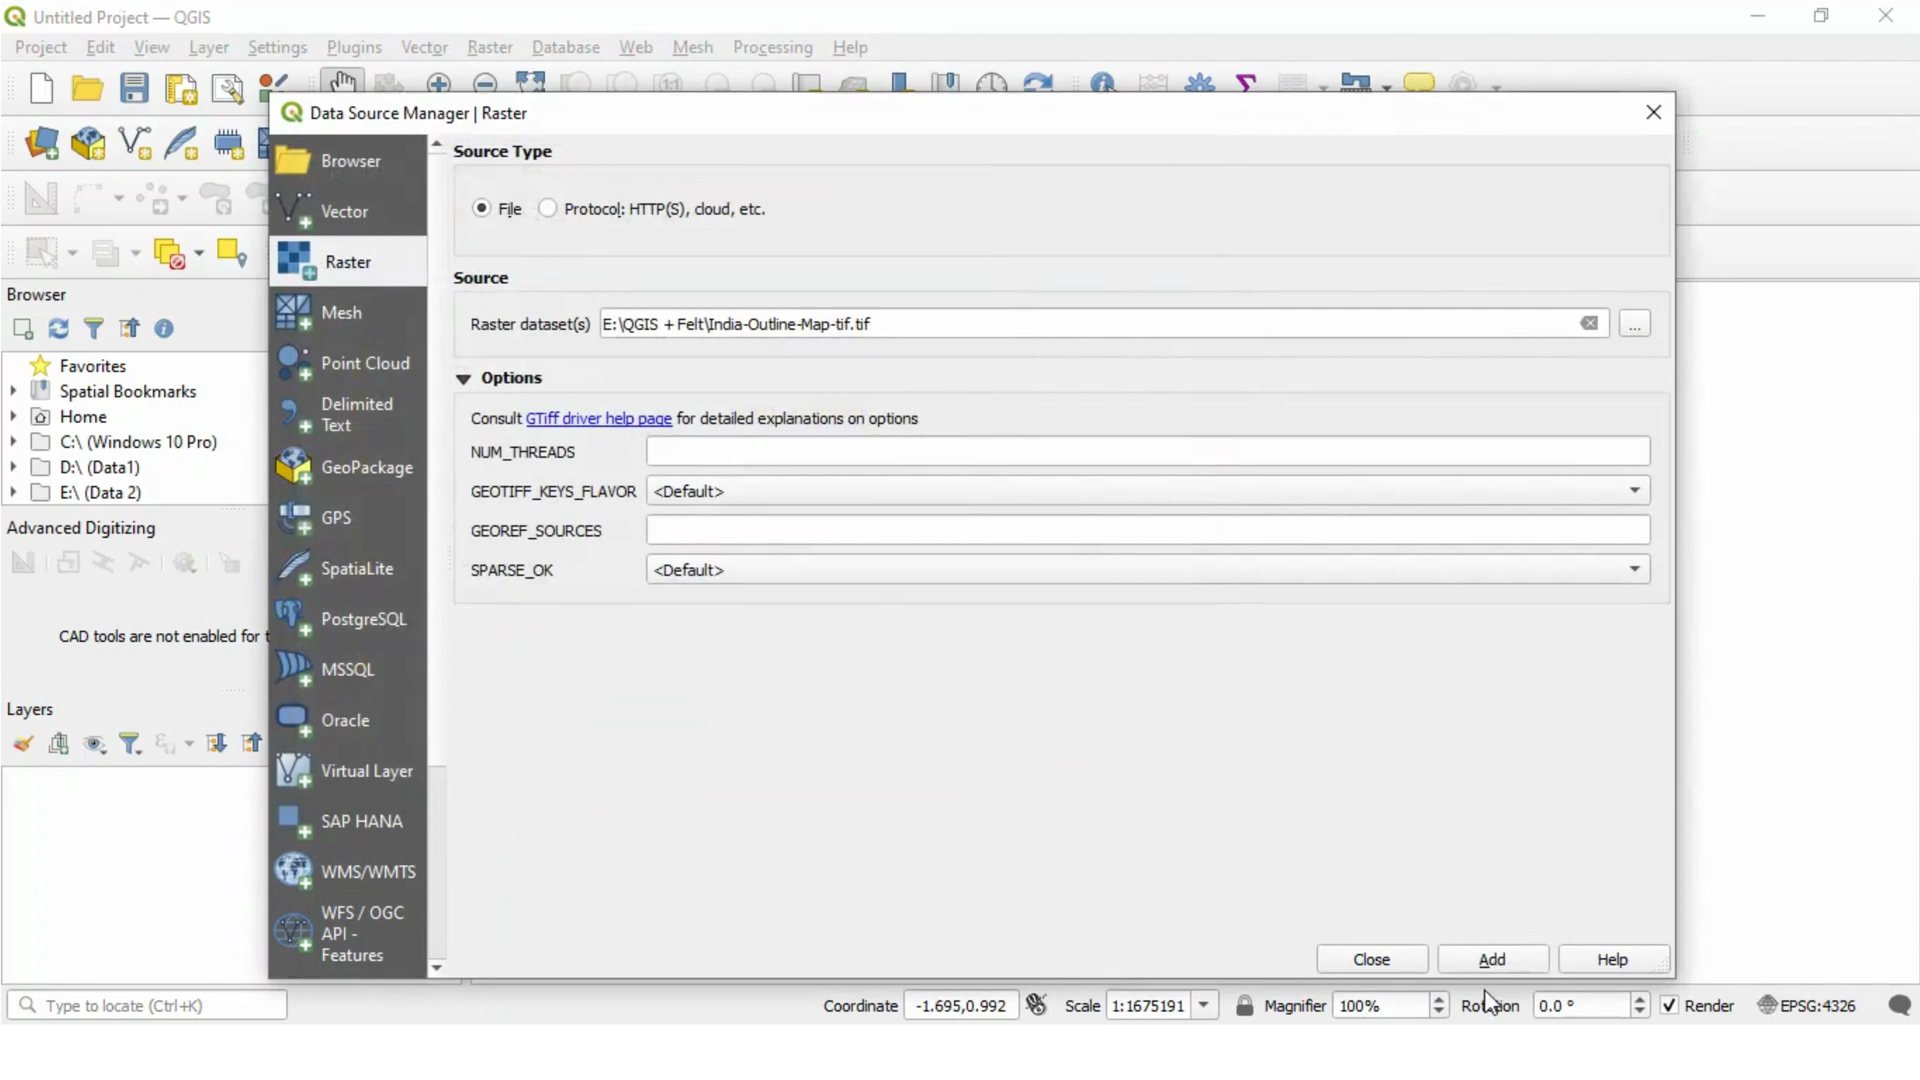 Untitled Project — QGIS
Project Edit View Layer Settings Plugins Vector Raster Database Web Mesh Processing Help
Data Source Manager | Raster
Browser
Vector
Raster
Mesh
Point Cloud
Delimited
Text
GeoPackage
GPS
SpatiaLite
PostgreSQL
MSSQL
Oracle
Virtual Layer
SAP HANA
WMS/WMTS
WFS / OGC
API -
Features
Source Type
File Protocol: HTTP(S), cloud, etc.
Source
Raster dataset(s) E:\QGIS + Felt\India-Outline-Map-tif.tif ...
Options
Consult GTiff driver help page for detailed explanations on options
NUM_THREADS
GEOTIFF_KEYS_FLAVOR <Default>
GEOREF_SOURCES
SPARSE_OK <Default>
Close Add Help
Browser
Favorites
Spatial Bookmarks
Home
C:\ (Windows 10 Pro)
D:\ (Data1)
E:\ (Data 2)
Advanced Digitizing
CAD tools are not enabled for t
Layers
Type to locate (Ctrl+K) Coordinate -1.695,0.992 Scale 1:1675191 Magnifier 100% Rotation 0.0 ° Render EPSG:4326